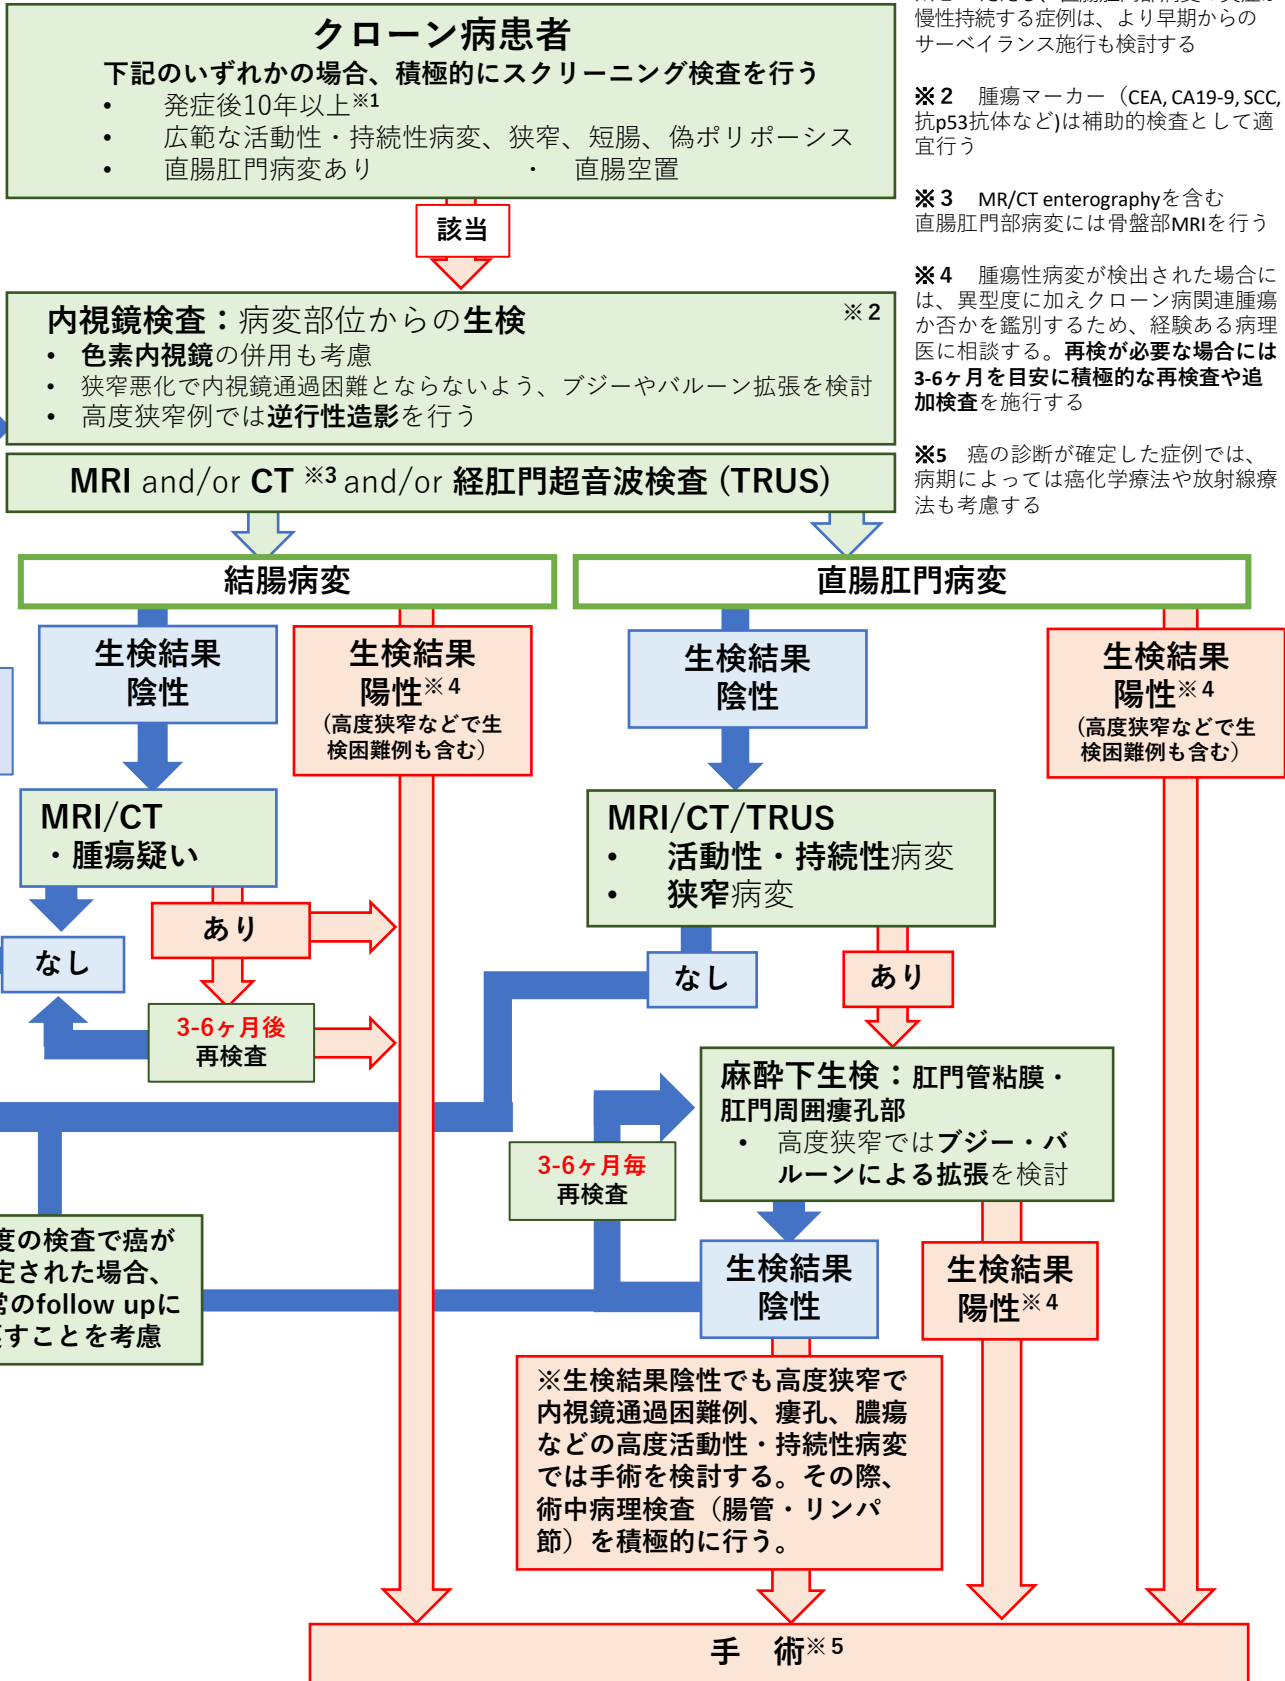 クローン病患者
下記のいずれかの場合、積極的にスクリーニング検査を行う
• 発症後10年以上※1
• 広範な活動性・持続性病変、狭窄、短腸、偽ポリポーシス
• 直腸肛門病変あり ・ 直腸空置
慢性持続する症例は、より早期からの
サーベイランス施行も検討する
※２ 腫瘍マーカー（CEA, CA19-9, SCC,
抗p53抗体など)は補助的検査として適
宜行う
※３ MR/CT enterographyを含む
直腸肛門部病変には骨盤部MRIを行う
※４ 腫瘍性病変が検出された場合に
は、異型度に加えクローン病関連腫瘍
か否かを鑑別するため、経験ある病理
医に相談する。再検が必要な場合には
3-6ヶ月を目安に積極的な再検査や追
加検査を施行する
※5 癌の診断が確定した症例では、
病期によっては癌化学療法や放射線療
法も考慮する
該当
内視鏡検査：病変部位からの生検 ※２
• 色素内視鏡の併用も考慮
• 狭窄悪化で内視鏡通過困難とならないよう、ブジーやバルーン拡張を検討
• 高度狭窄例では逆行性造影を行う
MRI and/or CT ※3 and/or 経肛門超音波検査 (TRUS)
結腸病変
直腸肛門病変
生検結果
陰性
生検結果
陽性※４
(高度狭窄などで生
検困難例も含む）
生検結果
陰性
生検結果
陽性※４
(高度狭窄などで生
検困難例も含む）
MRI/CT
・腫瘍疑い
あり
なし
3-6ヶ月後
再検査
MRI/CT/TRUS
• 活動性・持続性病変
• 狭窄病変
なし
あり
麻酔下生検：肛門管粘膜・
肛門周囲瘻孔部
• 高度狭窄ではブジー・バ
ルーンによる拡張を検討
3-6ヶ月毎
再検査
度の検査で癌が
定された場合、
常のfollow upに
すことを考慮
生検結果
陰性
生検結果
陽性※４
※生検結果陰性でも高度狭窄で
内視鏡通過困難例、瘻孔、膿瘍
などの高度活動性・持続性病変
では手術を検討する。その際、
術中病理検査（腸管・リンパ
節）を積極的に行う。
手 術※５